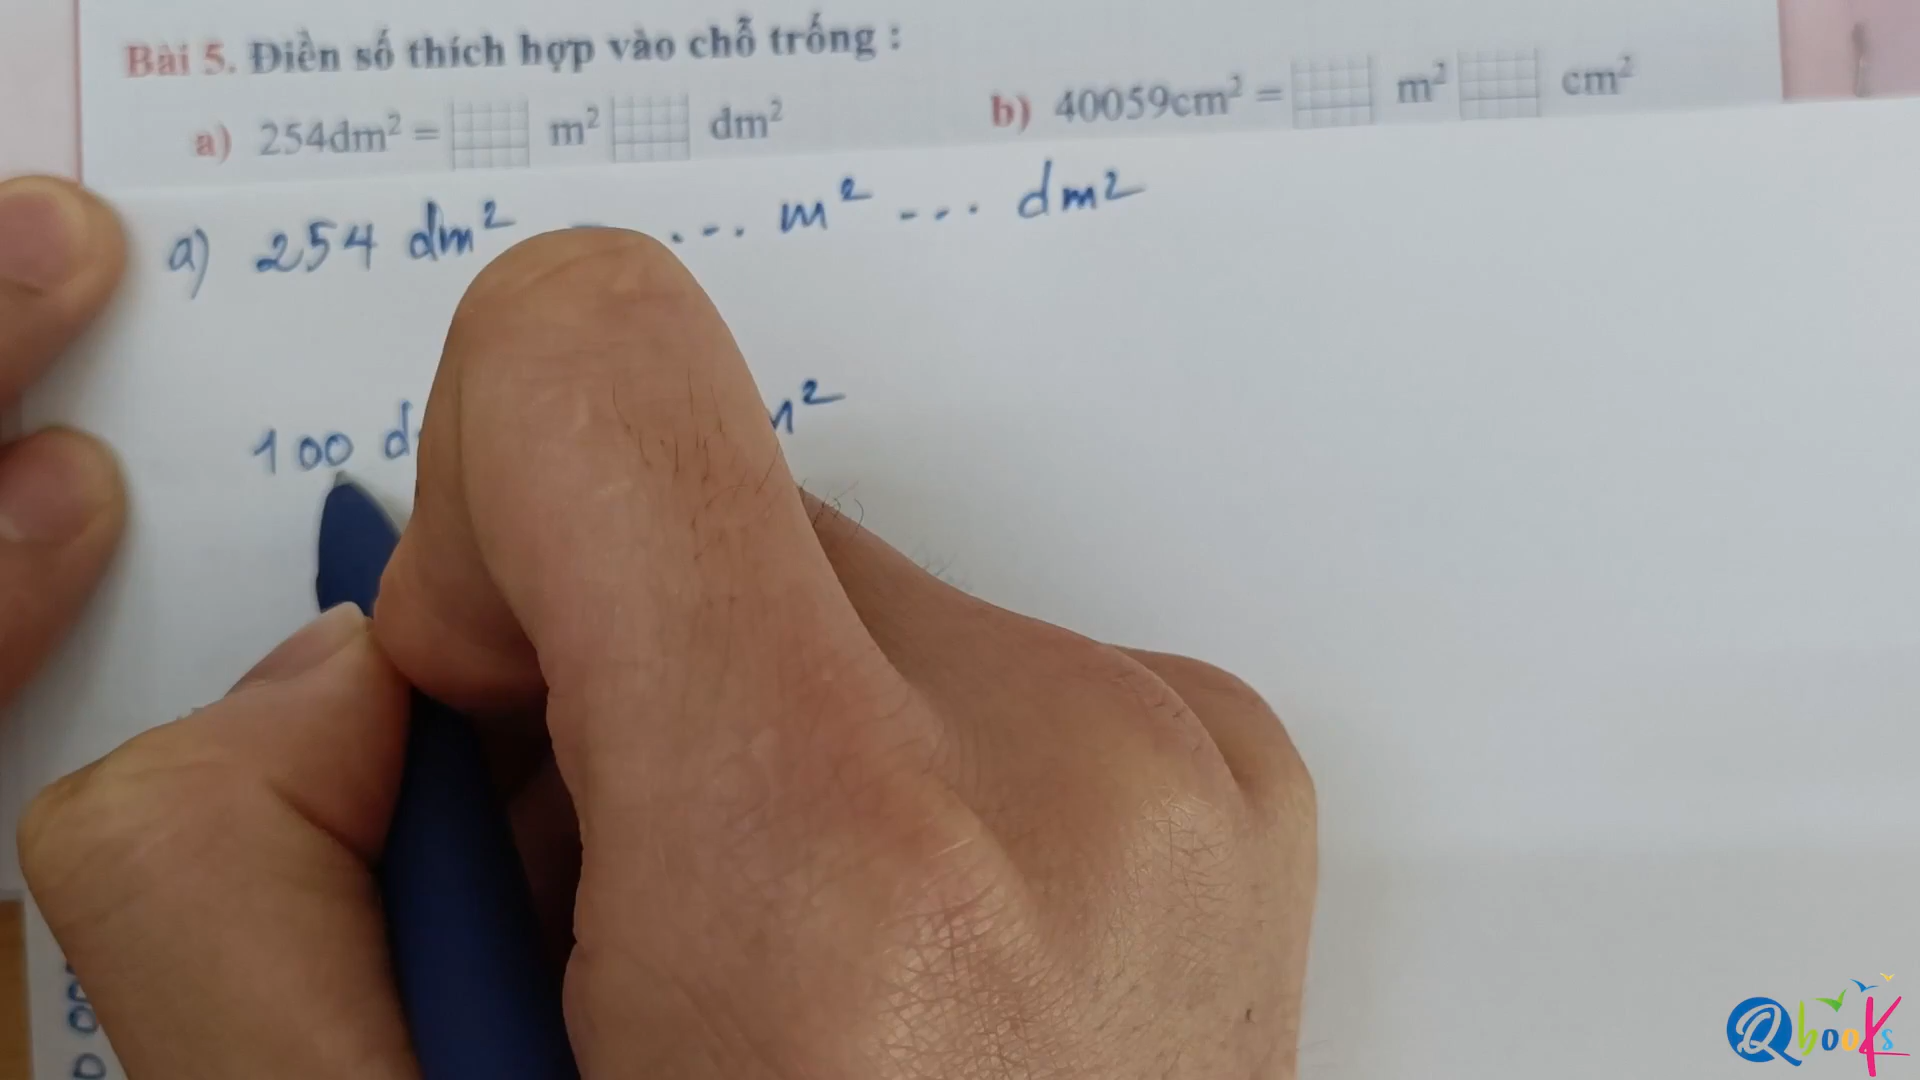 Bài 5. Điền số thích hợp vào chỗ trống :
a) 254dm² = m² dm² b) 40059cm² = m² cm²
a) 254 dm² ... m² ... dm²
100 m²
Qbooks